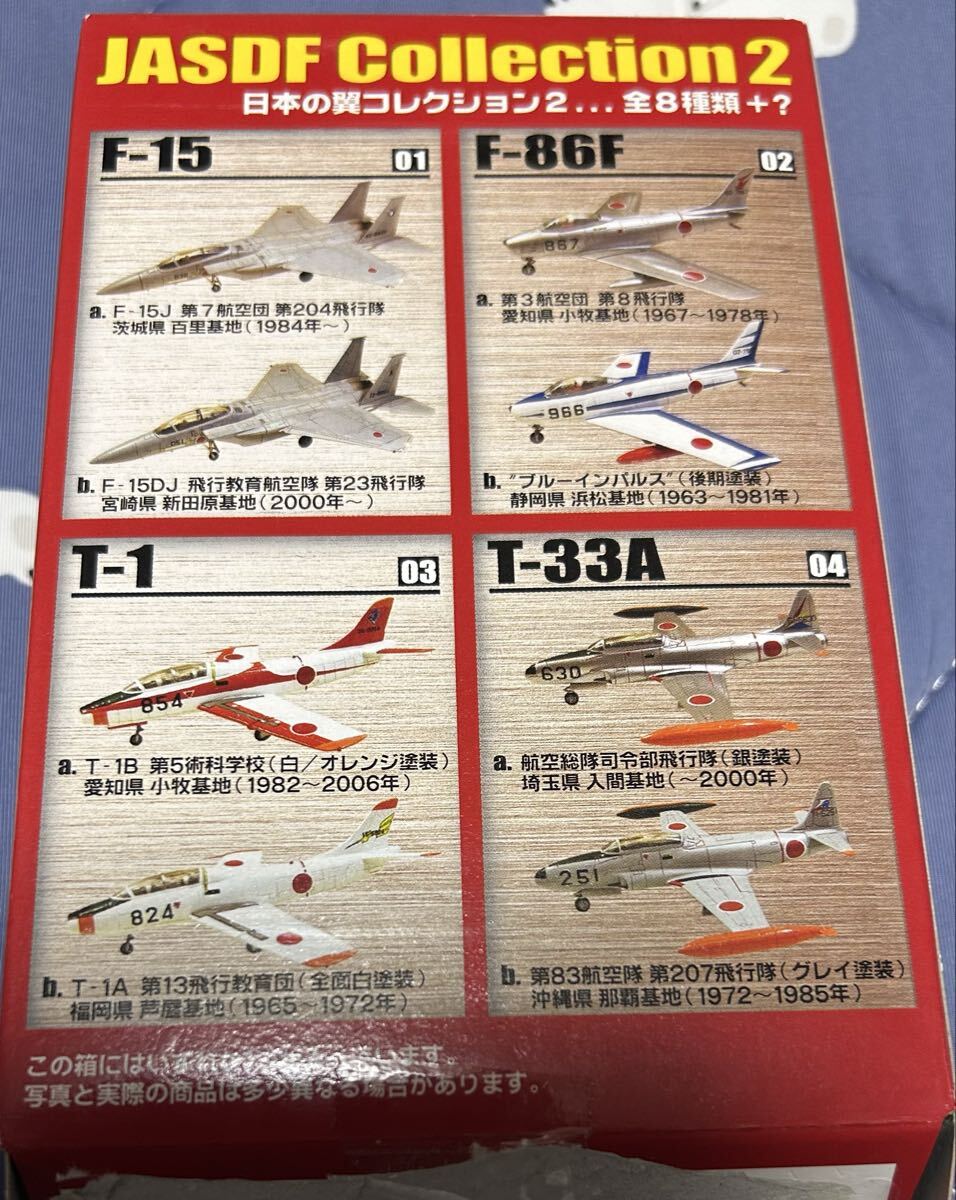 JASDF Collection 2
日本の翼コレクション2...全8種類＋?
F-15
01
a. F-15J 第7航空団 第204飛行隊
茨城県 百里基地(1984年～)
b. F-15DJ 飛行教育航空隊 第23飛行隊
宮崎県 新田原基地(2000年～)
F-86F
02
867
a. 第3航空団 第8飛行隊
愛知県 小牧基地(1967～1978年)
966
b. "ブルーインパルス"(後期塗装)
静岡県 浜松基地(1963～1981年)
T-1
03
854
a. T-1B 第5術科学校(白/オレンジ塗装)
愛知県 小牧基地(1982～2006年)
824
b. T-1A 第13飛行教育団(全面白塗装)
福岡県 芦屋基地(1965～1972年)
T-33A
04
630
a. 航空総隊司令部飛行隊(銀塗装)
埼玉県 入間基地(～2000年)
251
b. 第83航空隊 第207飛行隊(グレイ塗装)
沖縄県 那覇基地(1972～1985年)
この箱にはいずれか
います。
写真と実際の商品は多少異なる場合があります。